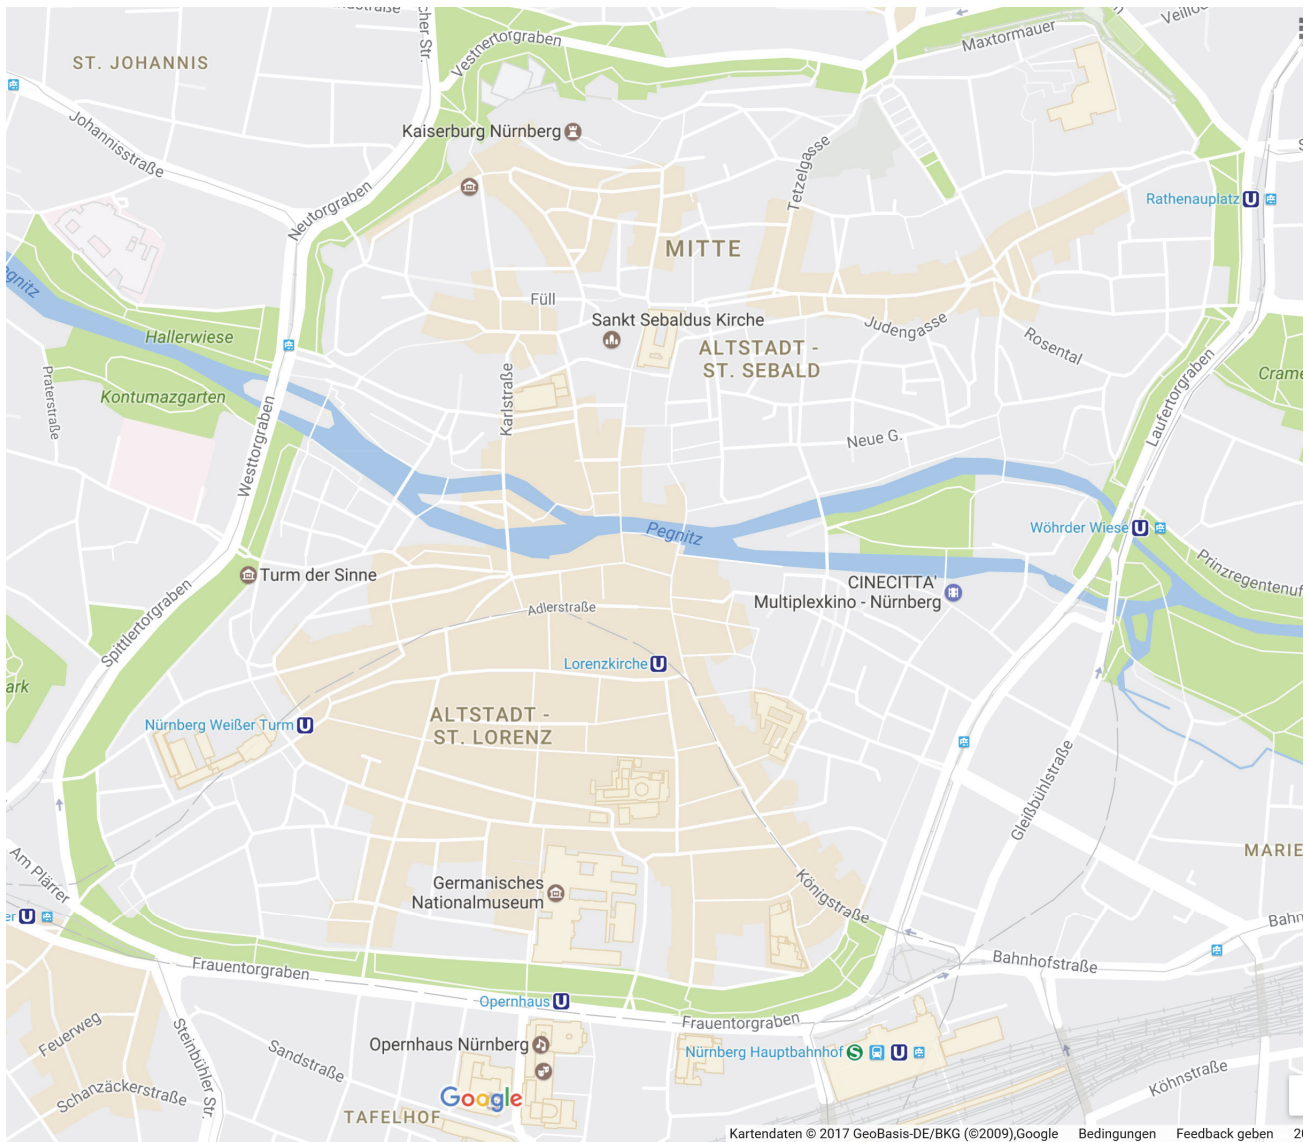 Vestnertorgraben
Maxtormauer
ST. JOHANNIS
Johannisstraße
Kaiserburg Nürnberg
Tetzelgasse
Neutorgraben
Rathenauplatz
MITTE
Pegnitz
Füll
Sankt Sebaldus Kirche
Judengasse
Rosental
Hallerwiese
ALTSTADT -
ST. SEBALD
Praterstraße
Kontumazgarten
Karlstraße
Laufertorgraben
Westtorgraben
Neue G.
Pegnitz
Wöhrder Wiese
Turm der Sinne
CINECITTA'
Multiplexkino - Nürnberg
Adlerstraße
Spittlertorgraben
Lorenzkirche
ark
Nürnberg Weißer Turm
ALTSTADT -
ST. LORENZ
Gleißbühlstraße
MARIE
Am Plärrer
Germanisches
Nationalmuseum
Königstraße
er
Bahn
Frauentorgraben
Bahnhofstraße
Opernhaus
Frauentorgraben
Feuerweg
Steinbühler Str.
Opernhaus Nürnberg
Nürnberg Hauptbahnhof
Sandstraße
Schanzäckerstraße
Köhnstraße
Google
TAFELHOF
Kartendaten © 2017 GeoBasis-DE/BKG (©2009),Google Bedingungen Feedback geben